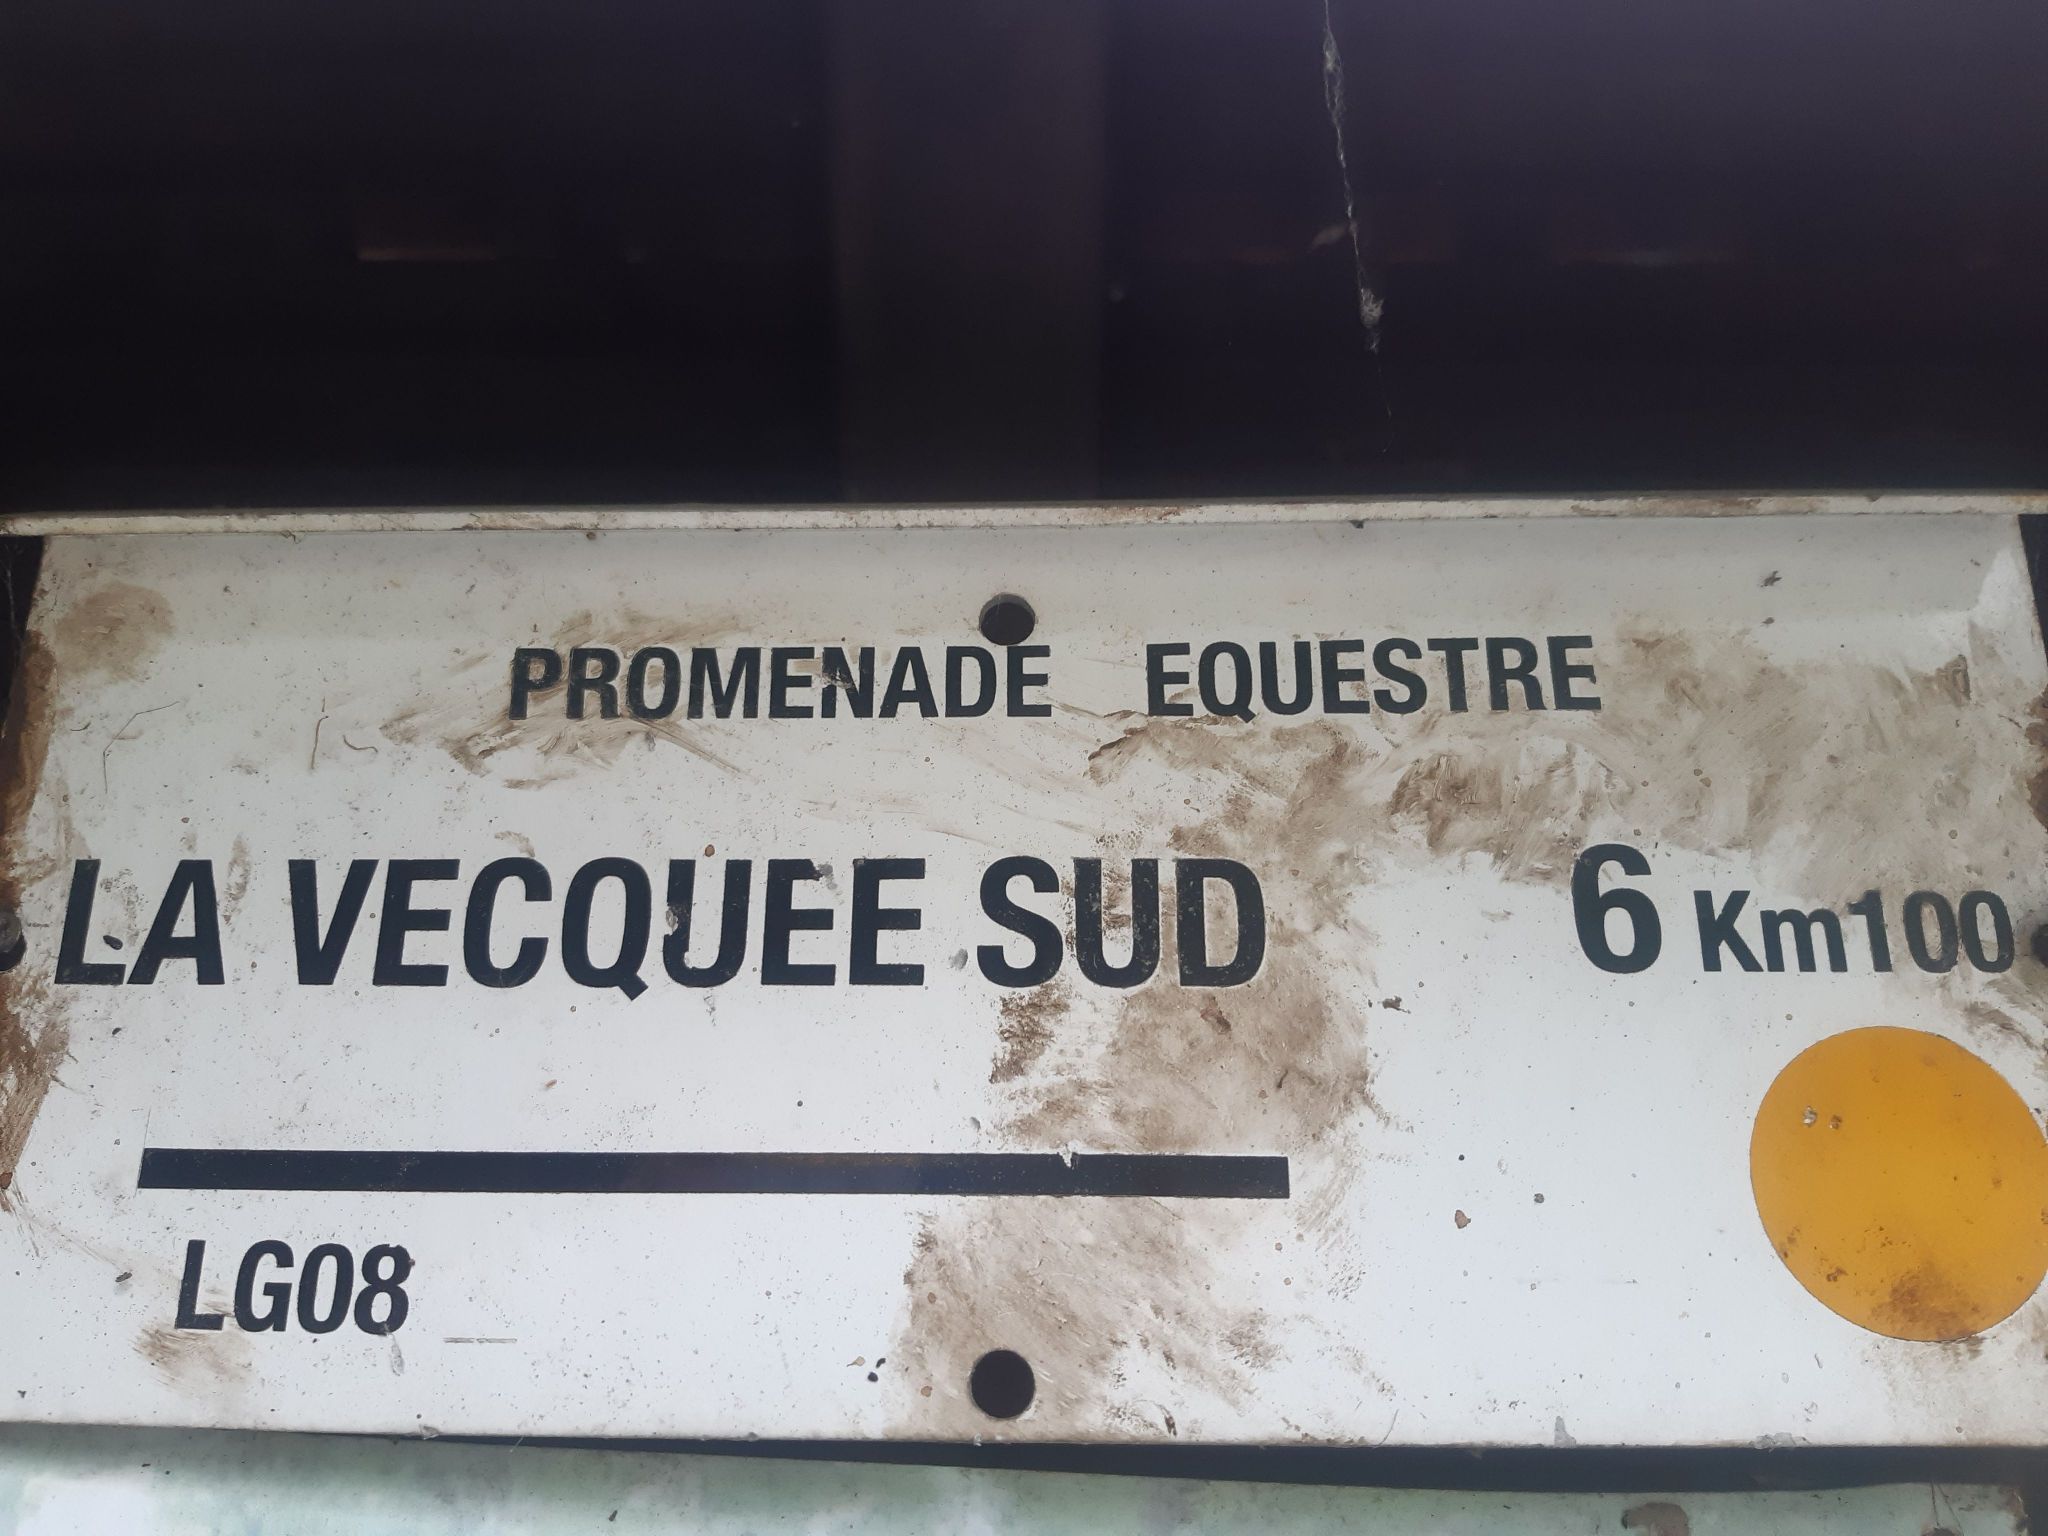 PROMENADE EQUESTRE
LA VECQUEE SUD 6 Km100
LG08